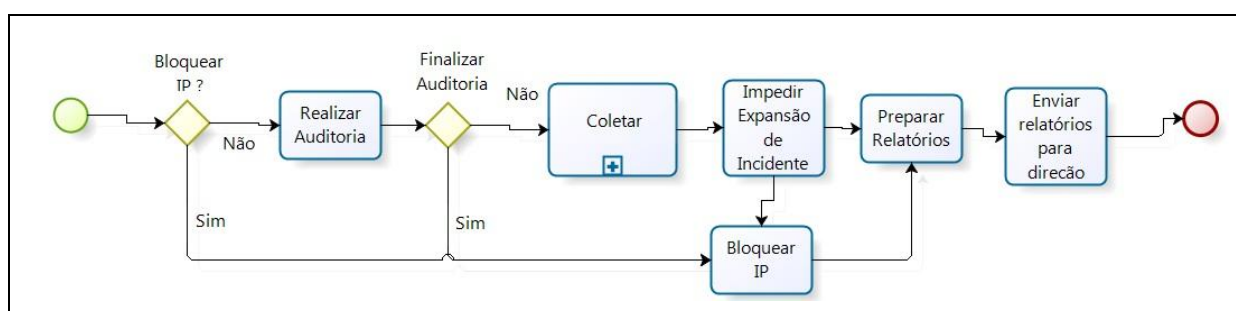 Bloquear
IP ?
Não
Sim
Realizar
Auditoria
Finalizar
Auditoria
Não
Sim
Coletar
Impedir
Expansão
de
Incidente
Bloquear
IP
Preparar
Relatórios
Enviar
relatórios
para
direcão